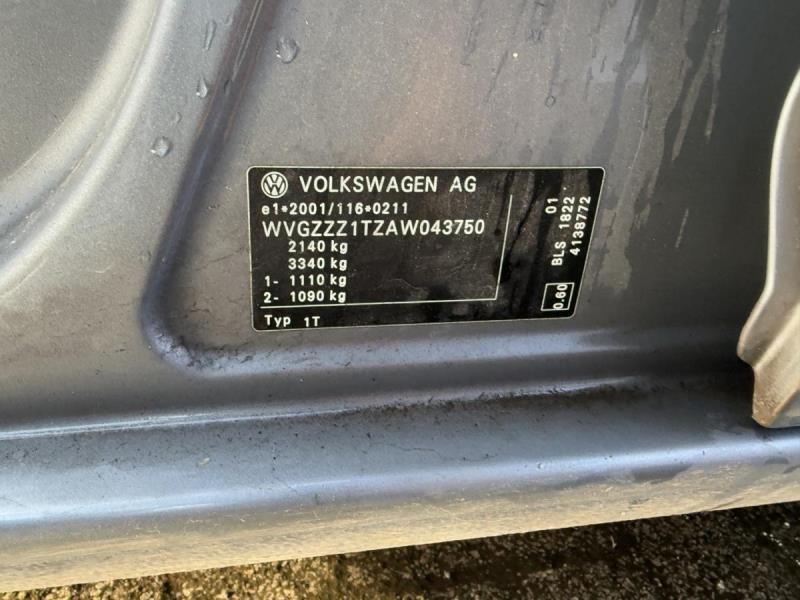 VOLKSWAGEN AG
e1*2001/116*0211
WVGZZZ1TZAW043750
2140 kg
3340 kg
1- 1110 kg
2- 1090 kg
Typ 1T
01
BLS 1822
4138772
0.60